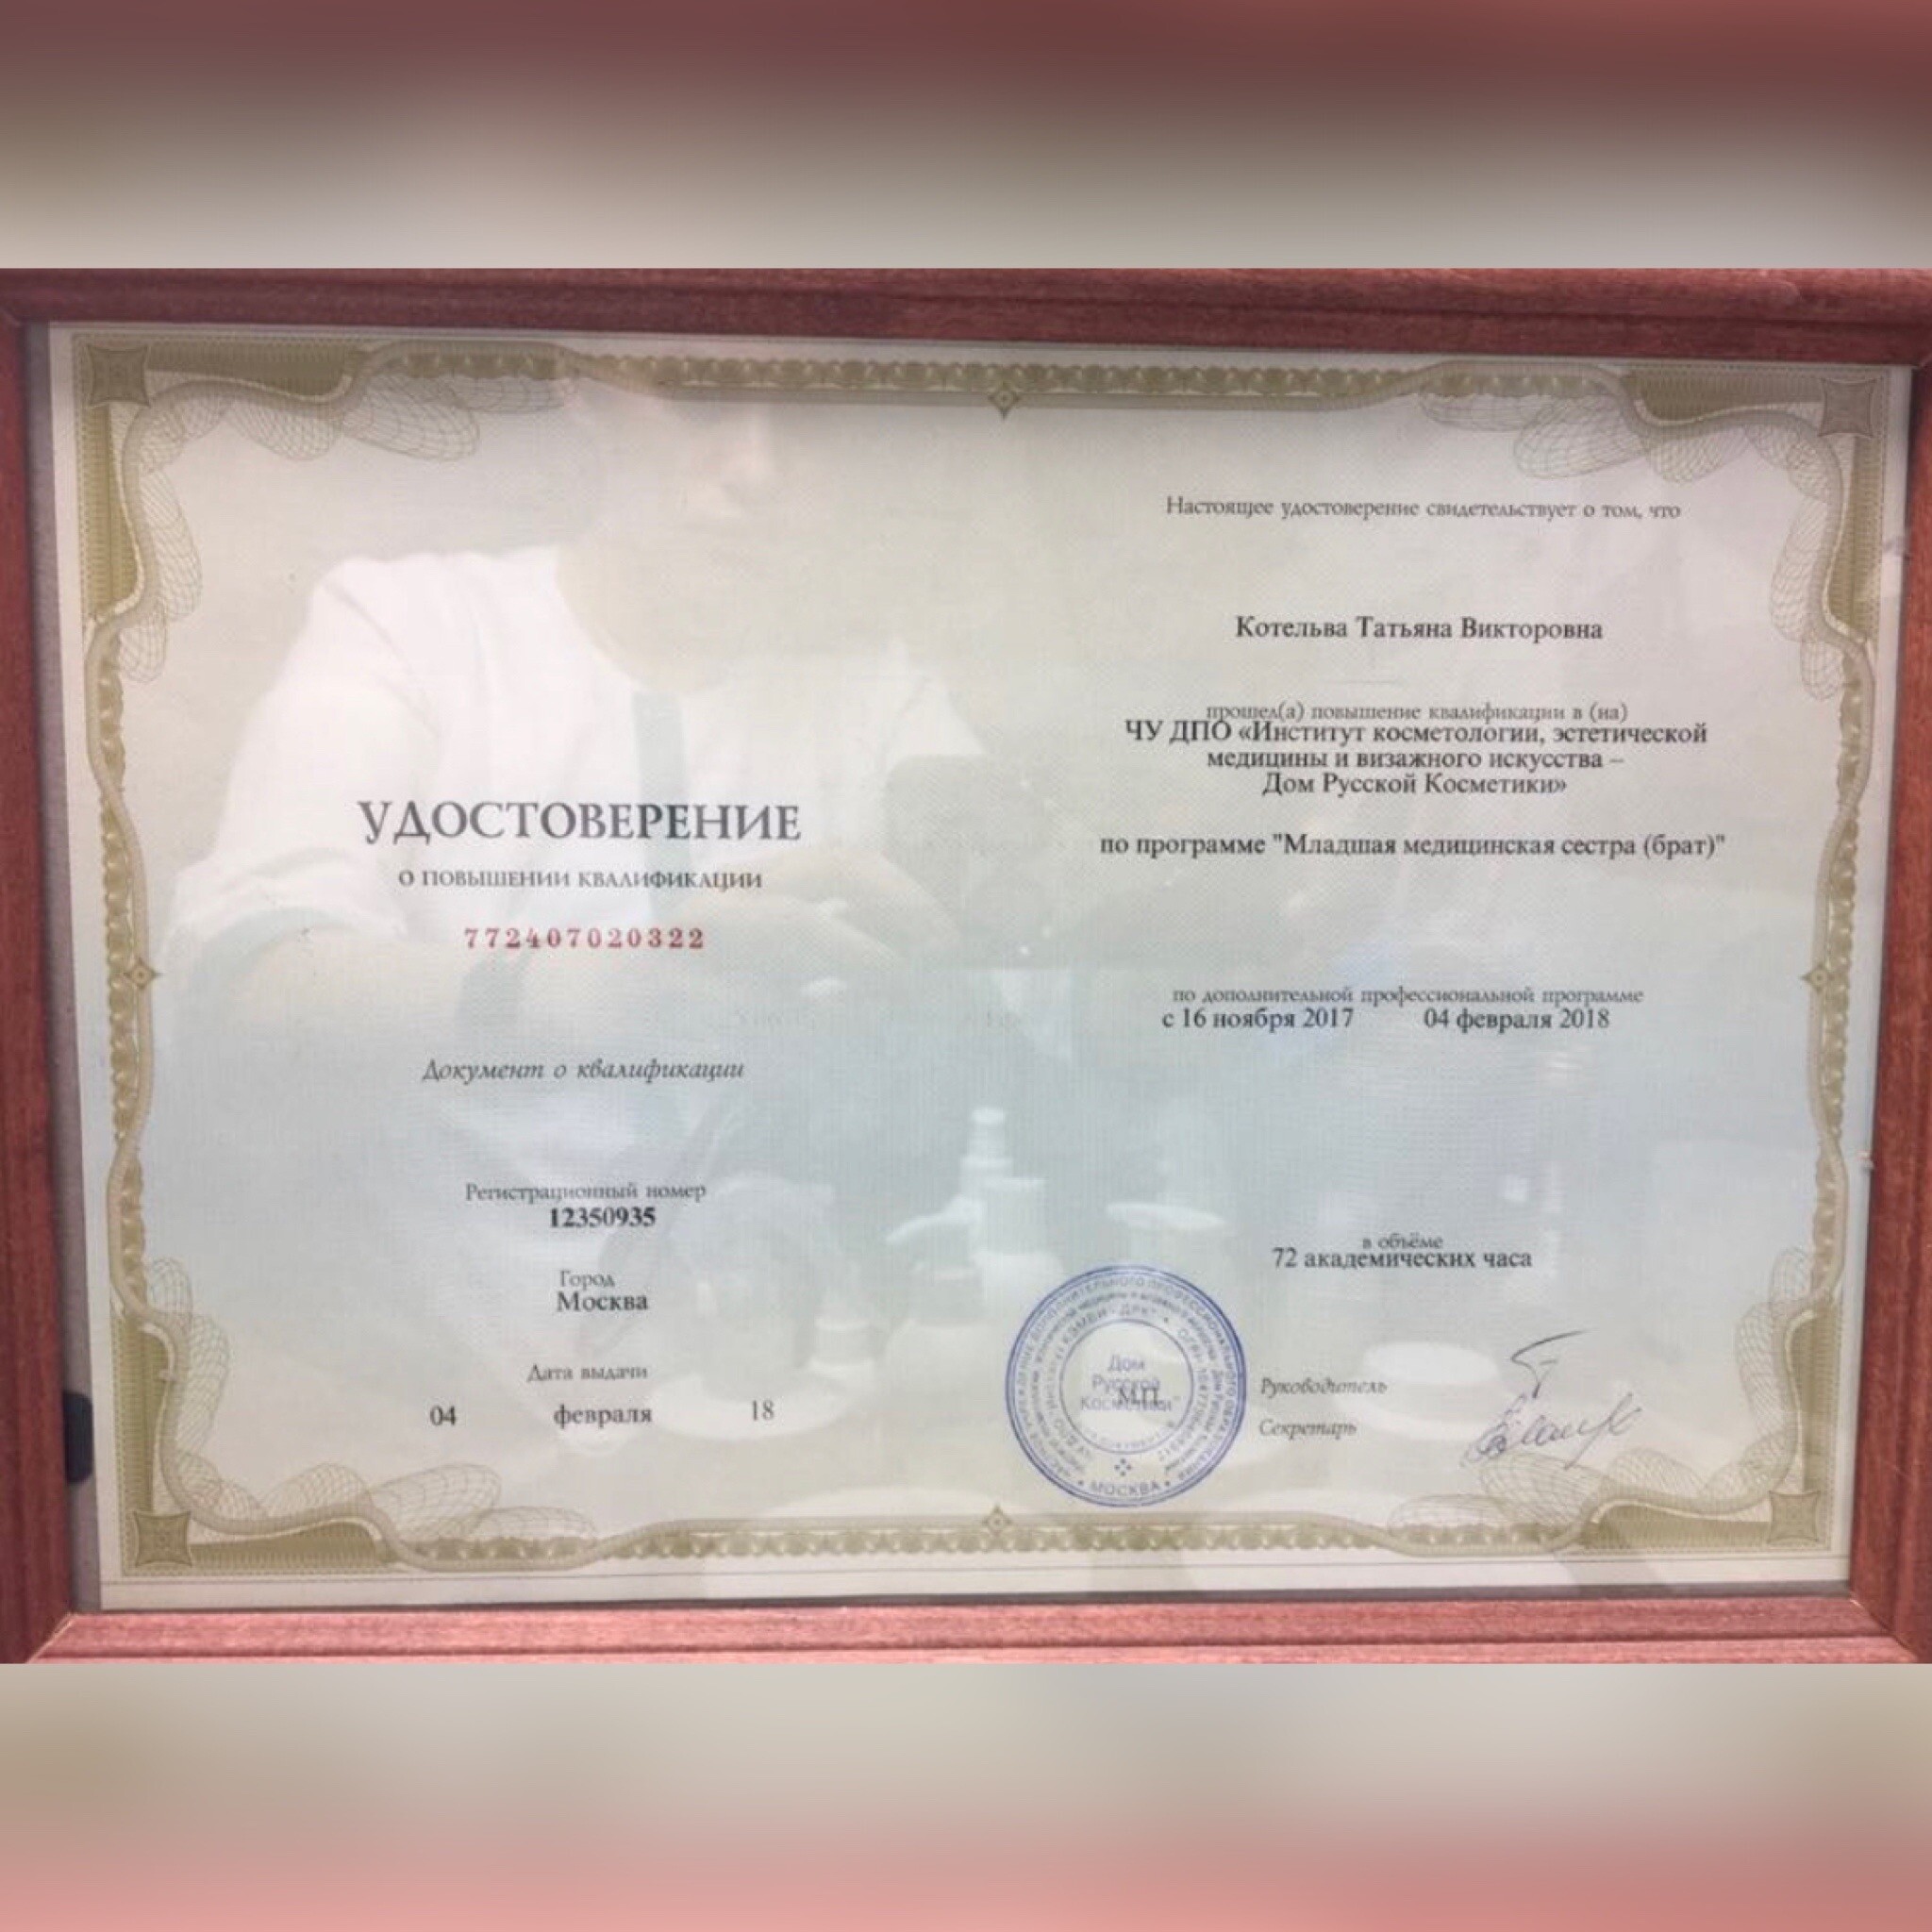 УДОСТОВЕРЕНИЕ
О ПОВЫШЕНИИ КВАЛИФИКАЦИИ
772407020322
Документ о квалификации
Регистрационный номер
12350935
Город
Москва
Дата выдачи
04 февраля 18
Настоящее удостоверение свидетельствует о том, что
Котельва Татьяна Викторовна
прошел(а) повышение квалификации в (на)
ЧУ ДПО «Институт косметологии, эстетической
медицины и визажного искусства –
Дом Русской Косметики»
по программе "Младшая медицинская сестра (брат)"
по дополнительной профессиональной программе
с 16 ноября 2017 04 февраля 2018
в объёме
72 академических часа
Дом
Русской
Косметики"
М.П.
МОСКВА
Руководитель
Секретарь